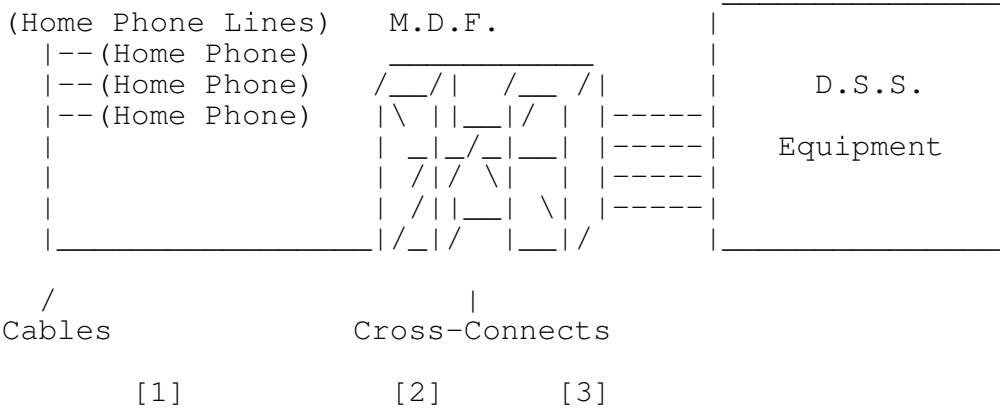 (Home Phone Lines) M.D.F.
(Home Phone)
(Home Phone) D.S.S.
(Home Phone)
Equipment
Cables Cross-Connects
[1] [2] [3]